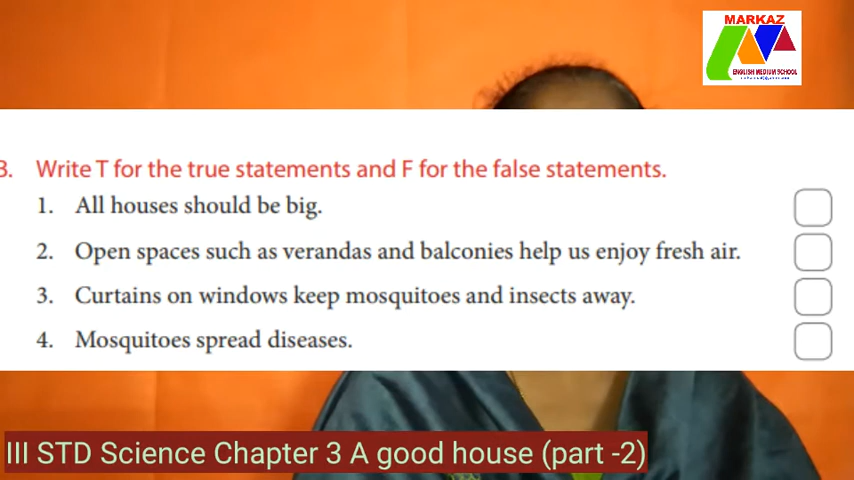 MARKAZ
ENGLISH MEDIUM SCHOOL
B. Write T for the true statements and F for the false statements.
1. All houses should be big.
2. Open spaces such as verandas and balconies help us enjoy fresh air.
3. Curtains on windows keep mosquitoes and insects away.
4. Mosquitoes spread diseases.
III STD Science Chapter 3 A good house (part -2)